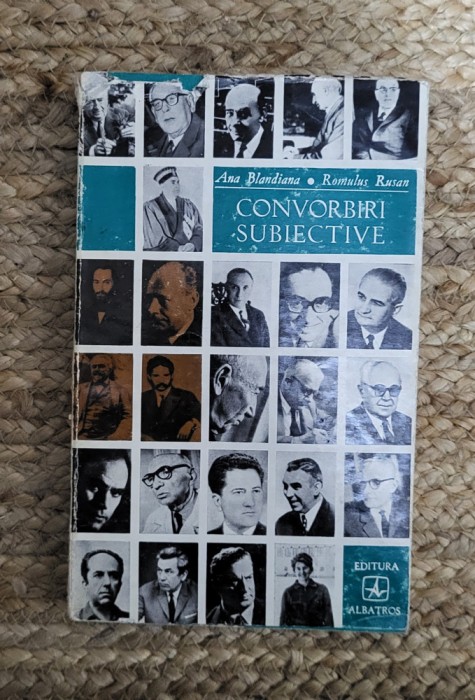 Ana Blandiana • Romulus Rusan
CONVORBIRI
SUBIECTIVE
EDITURA
ALBATROS